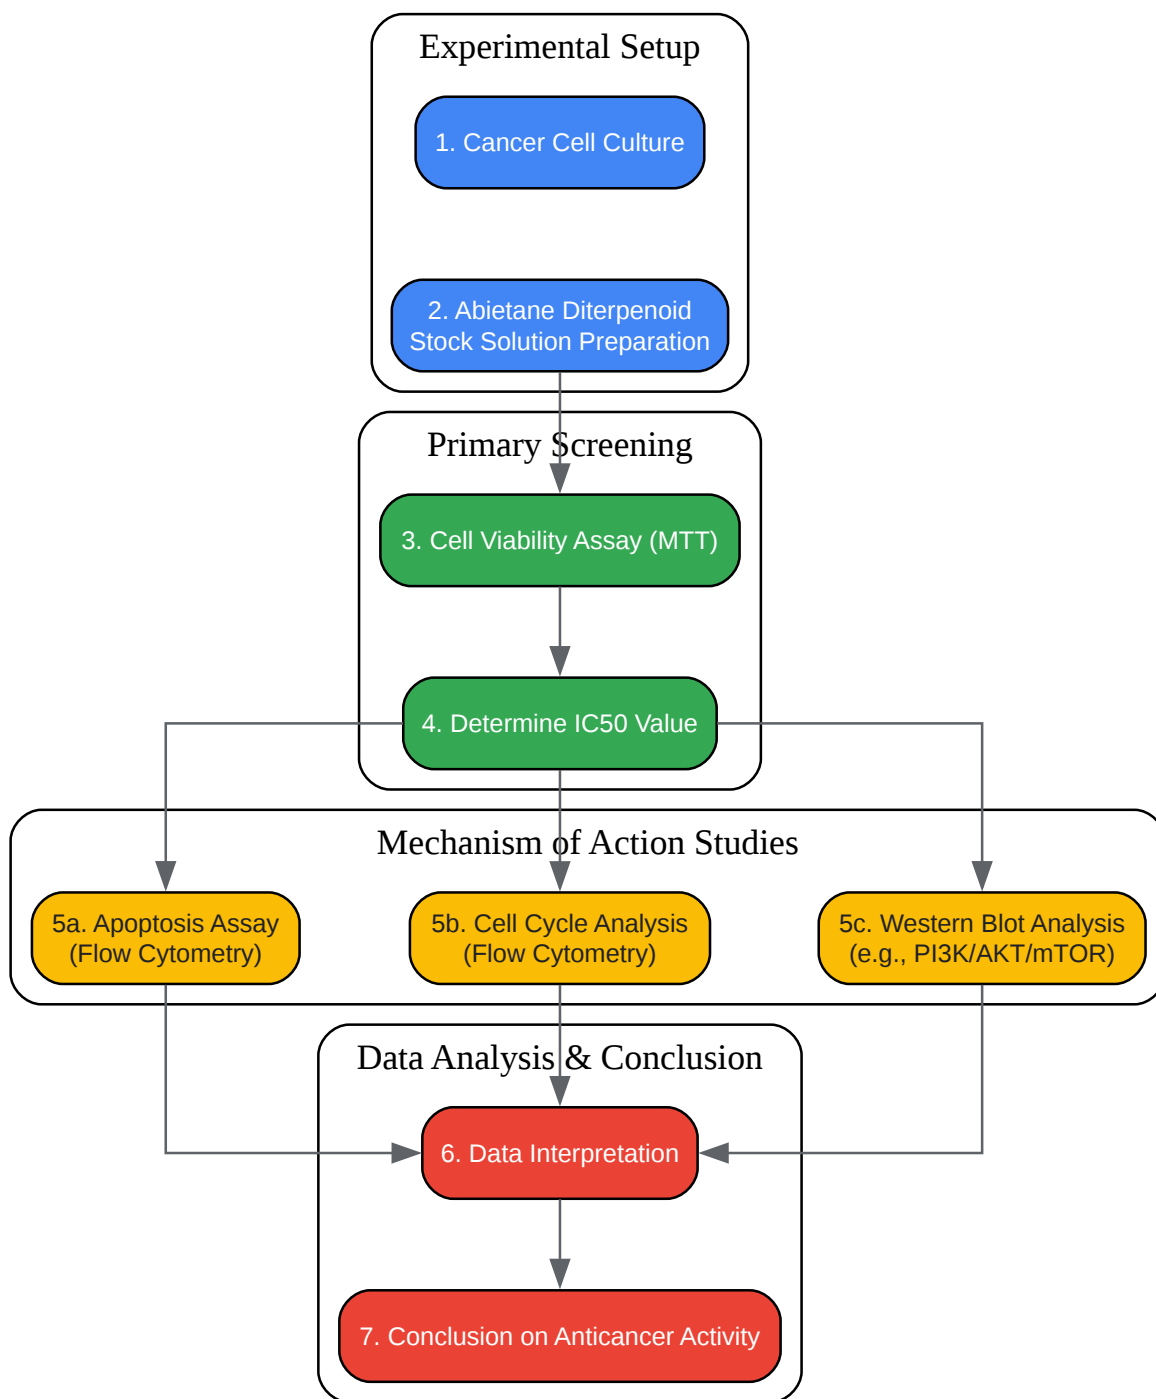 Experimental Setup
1. Cancer Cell Culture
2. Abietane Diterpenoid
Stock Solution Preparation
Primary Screening
3. Cell Viability Assay (MTT)
4. Determine IC50 Value
Mechanism of Action Studies
5a. Apoptosis Assay
(Flow Cytometry)
5b. Cell Cycle Analysis
(Flow Cytometry)
5c. Western Blot Analysis
(e.g., PI3K/AKT/mTOR)
Data Analysis & Conclusion
6. Data Interpretation
7. Conclusion on Anticancer Activity